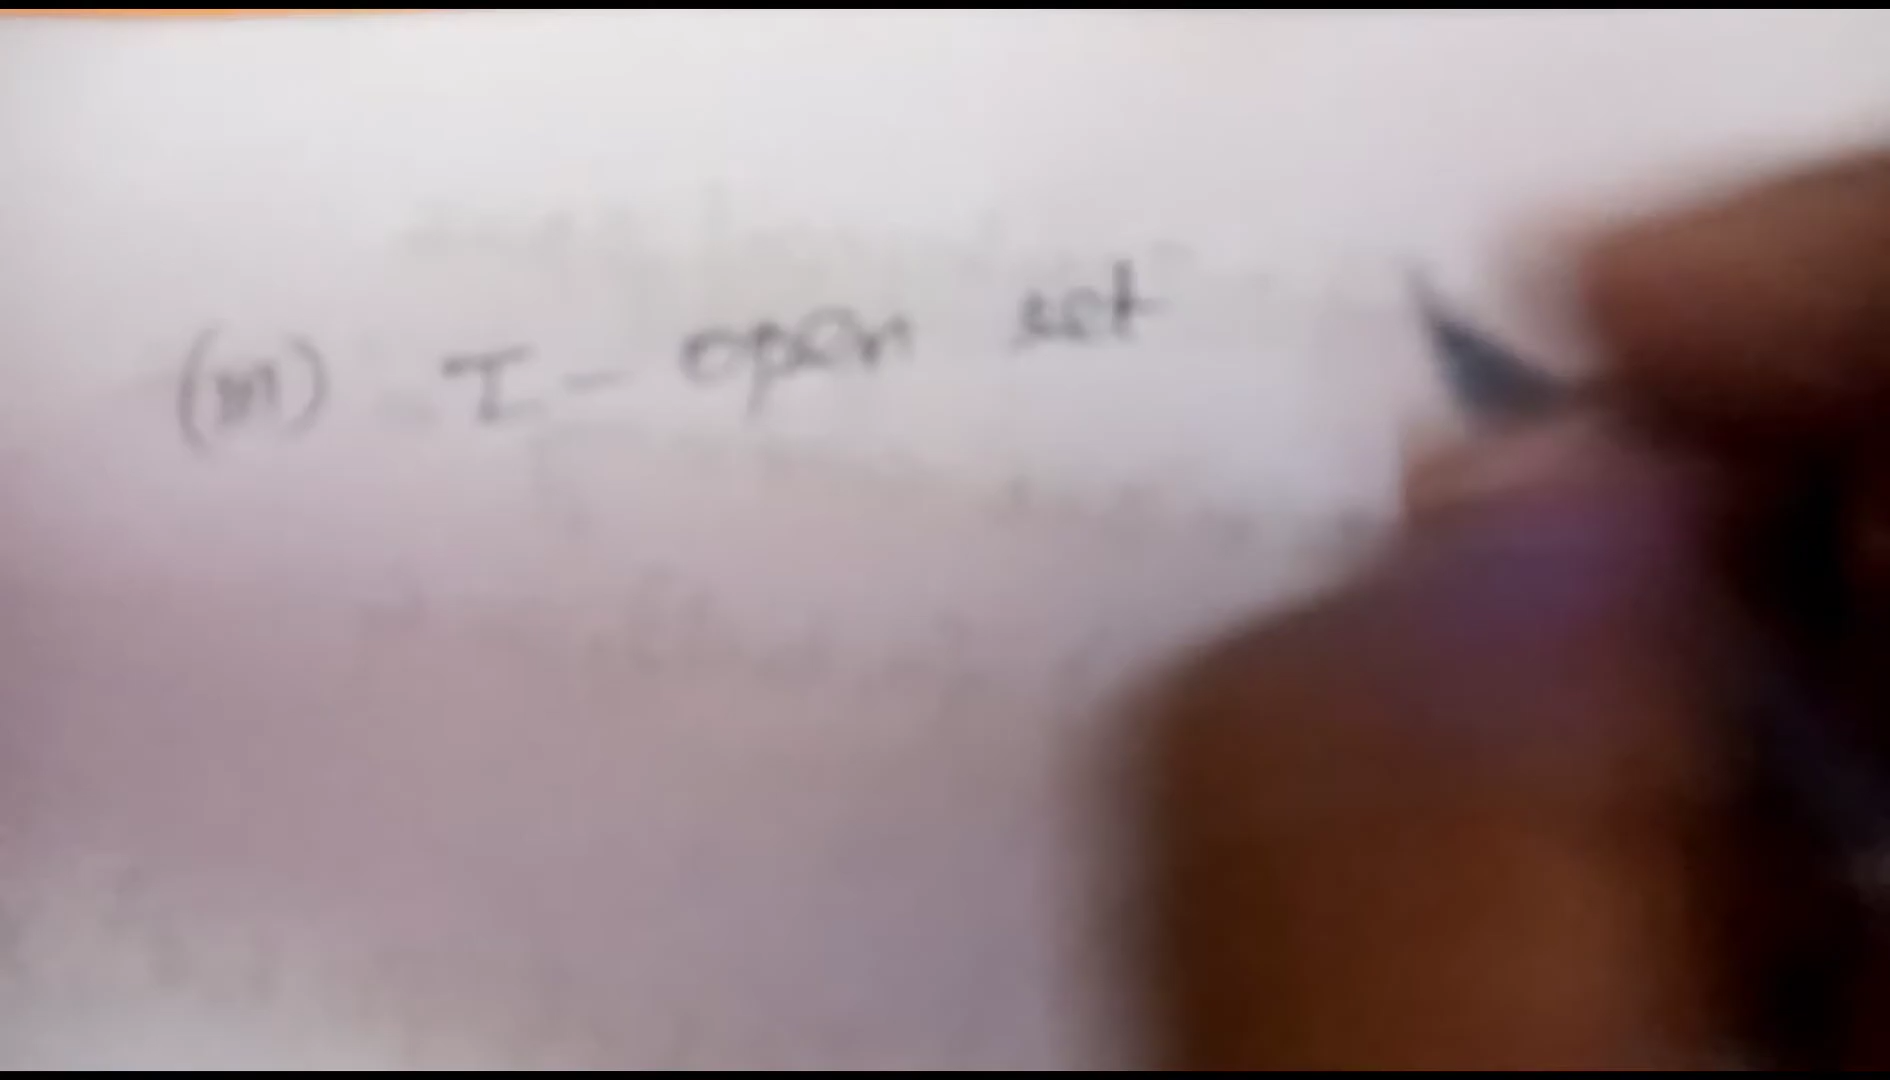 (m) τ - open set